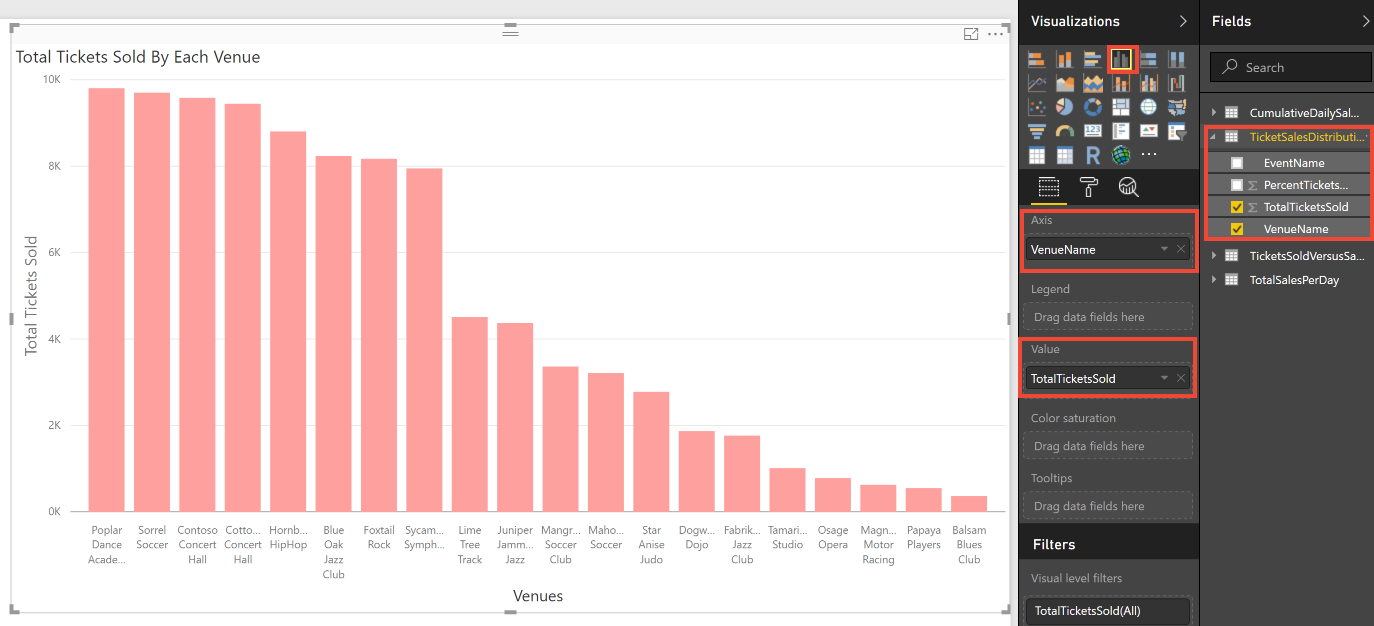 Total Tickets Sold By Each Venue
10K
8K
6K
4K
2K
0K
Total Tickets Sold
Poplar
Dance
Acade...
Sorrel
Soccer
Contoso
Concert
Hall
Cotto...
Concert
Hall
Hornb...
HipHop
Blue
Oak
Jazz
Club
Foxtail
Rock
Sycam...
Symph...
Lime
Tree
Track
Juniper
Jamm...
Jazz
Mangr...
Soccer
Club
Maho...
Soccer
Star
Anise
Judo
Dogw...
Dojo
Fabrik...
Jazz
Club
Tamari...
Studio
Osage
Opera
Magn...
Motor
Racing
Papaya
Players
Balsam
Blues
Club
Venues
Visualizations
123
R
Axis
VenueName
Legend
Drag data fields here
Value
TotalTicketsSold
Color saturation
Drag data fields here
Tooltips
Drag data fields here
Filters
Visual level filters
TotalTicketsSold(All)
Fields
Search
CumulativeDailySal...
TicketSalesDistributi...
EventName
Σ PercentTickets...
Σ TotalTicketsSold
VenueName
TicketsSoldVersusSa...
TotalSalesPerDay